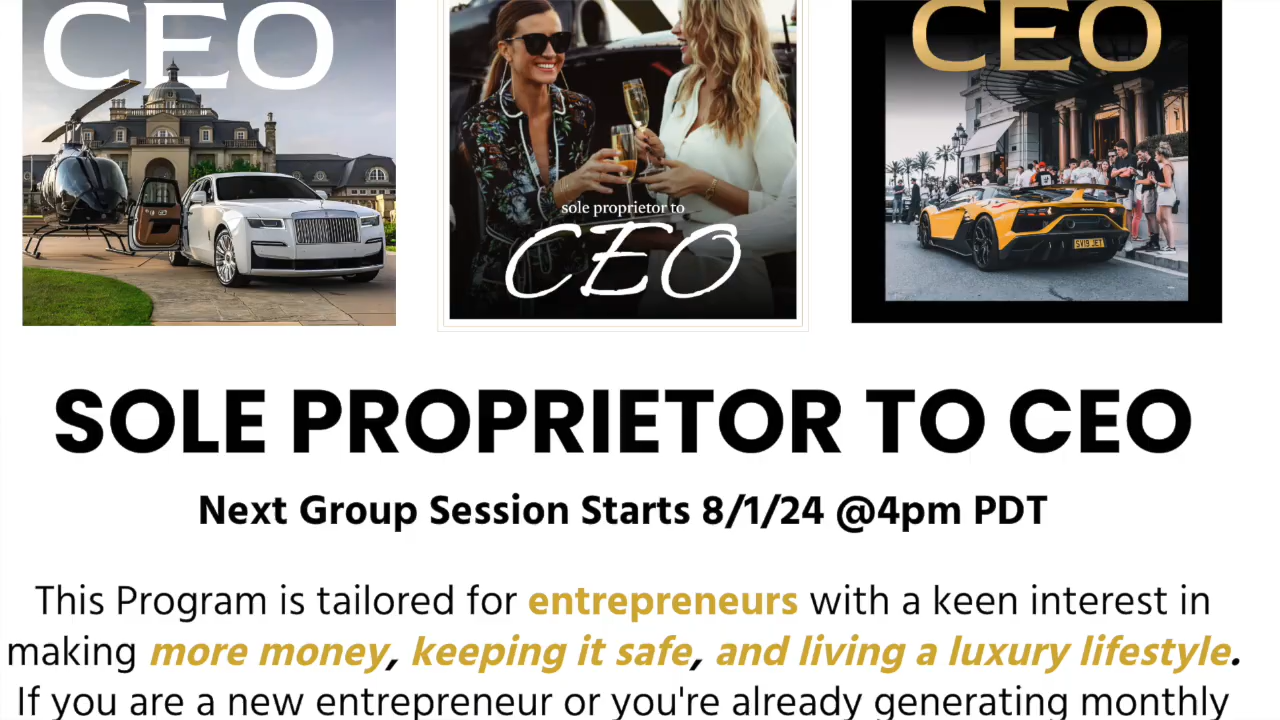 CEO
sole proprietor to
CEO
CEO
SV19 JET
SOLE PROPRIETOR TO CEO
Next Group Session Starts 8/1/24 @4pm PDT
This Program is tailored for entrepreneurs with a keen interest in
making more money, keeping it safe, and living a luxury lifestyle.
If you are a new entrepreneur or you're already generating monthly